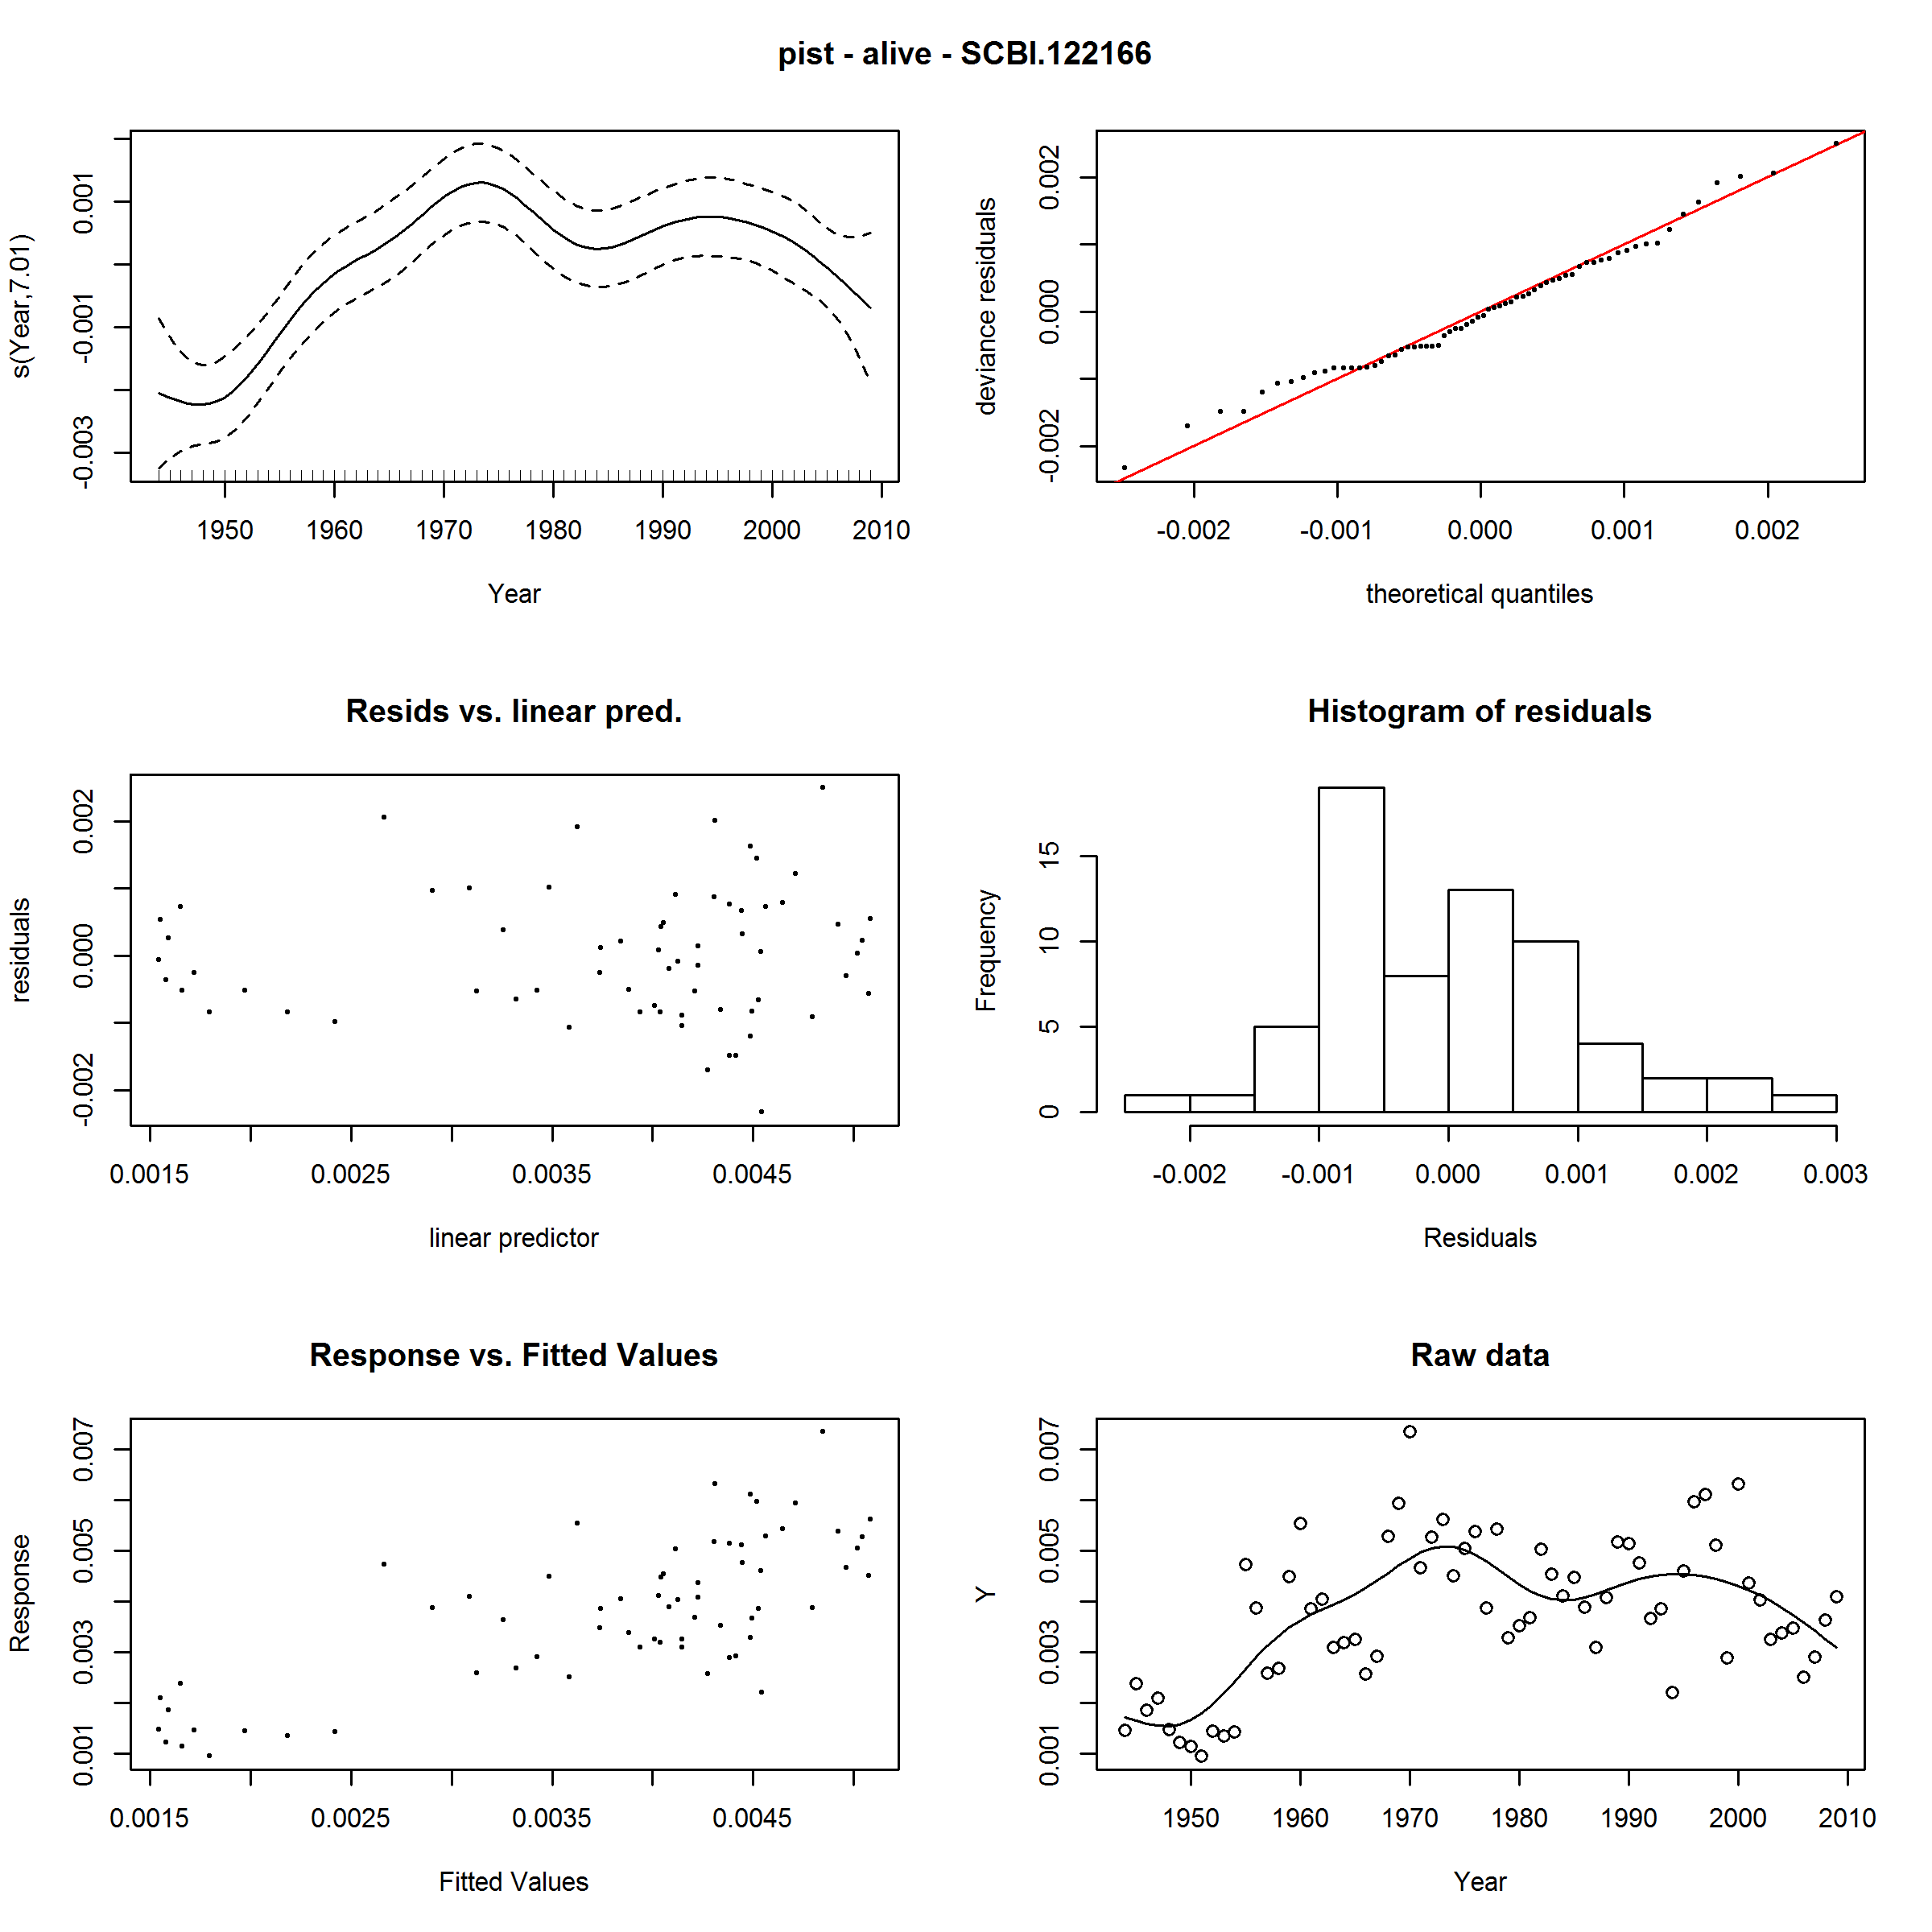 pist - alive - SCBI.122166
s(Year,7.01)
-0.003 -0.001 0.001
1950 1960 1970 1980 1990 2000 2010
Year
deviance residuals
-0.002 0.000 0.002
-0.002 -0.001 0.000 0.001 0.002
theoretical quantiles
Resids vs. linear pred.
residuals
-0.002 0.000 0.002
0.0015 0.0025 0.0035 0.0045
linear predictor
Histogram of residuals
Frequency
0 5 10 15
-0.002 -0.001 0.000 0.001 0.002 0.003
Residuals
Response vs. Fitted Values
Response
0.001 0.003 0.005 0.007
0.0015 0.0025 0.0035 0.0045
Fitted Values
Raw data
Y
0.001 0.003 0.005 0.007
1950 1960 1970 1980 1990 2000 2010
Year